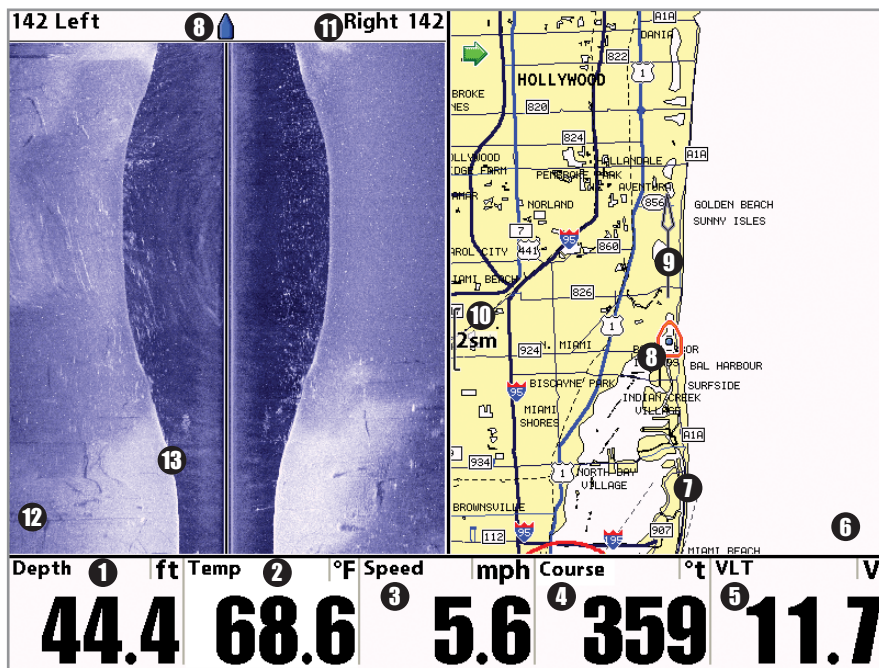 142 Left
8
11
Right 142
A1A
DANIA
822
1
HOLLYWOOD
BROKE
NES
820
824
HALLANDALE
A1A
OLLYWOOD
DGE FARM
PEMBROKE PARK
AVENTURA
AMAR
NORLAND
856
GOLDEN BEACH
SUNNY ISLES
7
95
441
860
AROL CITY
9
IAMI BEACH
826
10
1
2sm
924
N. MIAMI
8
BAL HARBOUR
95
BISCAYNE PARK
SURFSIDE
INDIAN CREEK
VILLAGE
MIAMI
SHORES
A1A
13
934
1
NORTH BAY
VILLAGE
7
12
BROWNSVILLE
6
112
95
95
907
MIAMI BEACH
Depth
1
ft
Temp
2
°F
Speed
3
mph
Course
4
°t
VLT
5
V
44.4
68.6
5.6
359
11.7